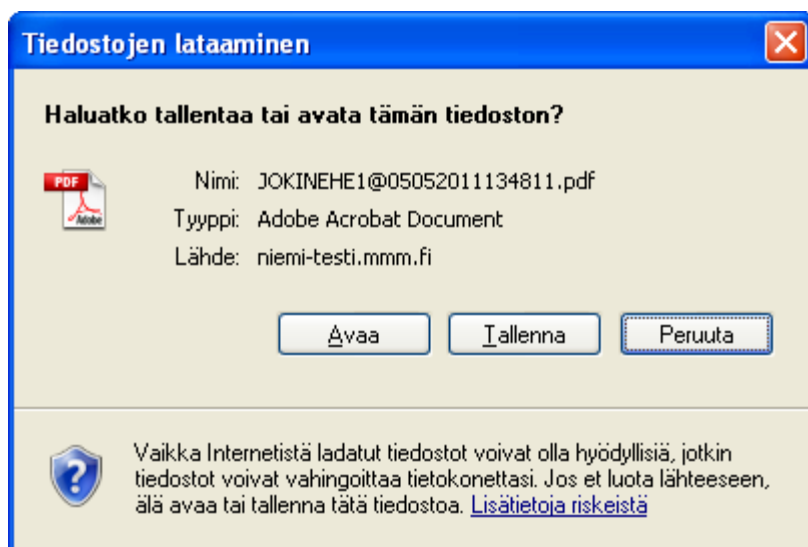 Tiedostojen lataaminen
Haluatko tallentaa tai avata tämän tiedoston?
PDF
Adobe
Nimi: JOKINEHE1@05052011134811.pdf
Tyyppi: Adobe Acrobat Document
Lähde: niemi-testi.mmm.fi
Avaa Tallenna Peruuta
Vaikka Internetistä ladatut tiedostot voivat olla hyödyllisiä, jotkin
tiedostot voivat vahingoittaa tietokonettasi. Jos et luota lähteeseen,
älä avaa tai tallenna tätä tiedostoa. Lisätietoja riskeistä